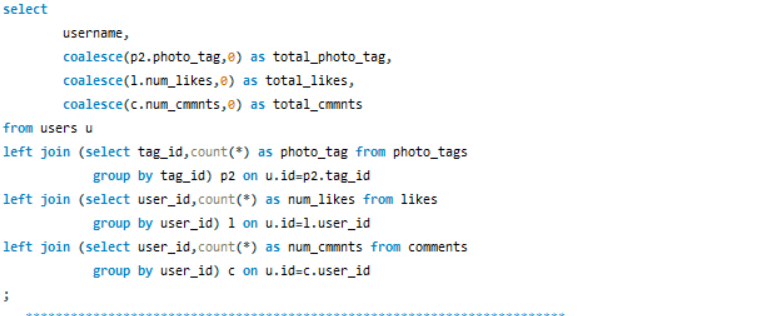 select
username,
coalesce(p2.photo_tag,0) as total_photo_tag,
coalesce(l.num_likes,0) as total_likes,
coalesce(c.num_cmmnts,0) as total_cmmnts
from users u
left join (select tag_id,count(*) as photo_tag from photo_tags
group by tag_id) p2 on u.id=p2.tag_id
left join (select user_id,count(*) as num_likes from likes
group by user_id) l on u.id=l.user_id
left join (select user_id,count(*) as num_cmmnts from comments
group by user_id) c on u.id=c.user_id
;